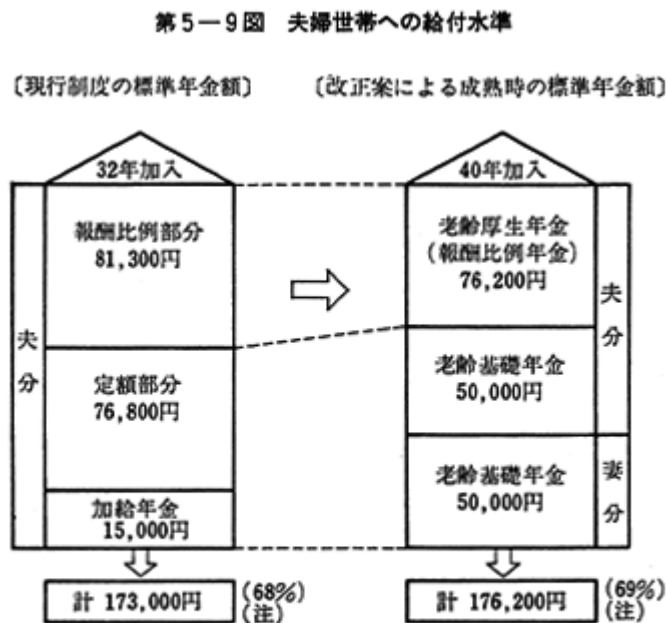 第5―9図 夫婦世帯への給付水準
〔現行制度の標準年金額〕
〔改正案による成熟時の標準年金額〕
32年加入
報酬比例部分
81,300円
定額部分
76,800円
加給年金
15,000円
夫分
計 173,000円
(68%)
(注)
40年加入
老齢厚生年金
(報酬比例年金)
76,200円
老齢基礎年金
50,000円
老齢基礎年金
50,000円
夫分
妻分
計 176,200円
(69%)
(注)